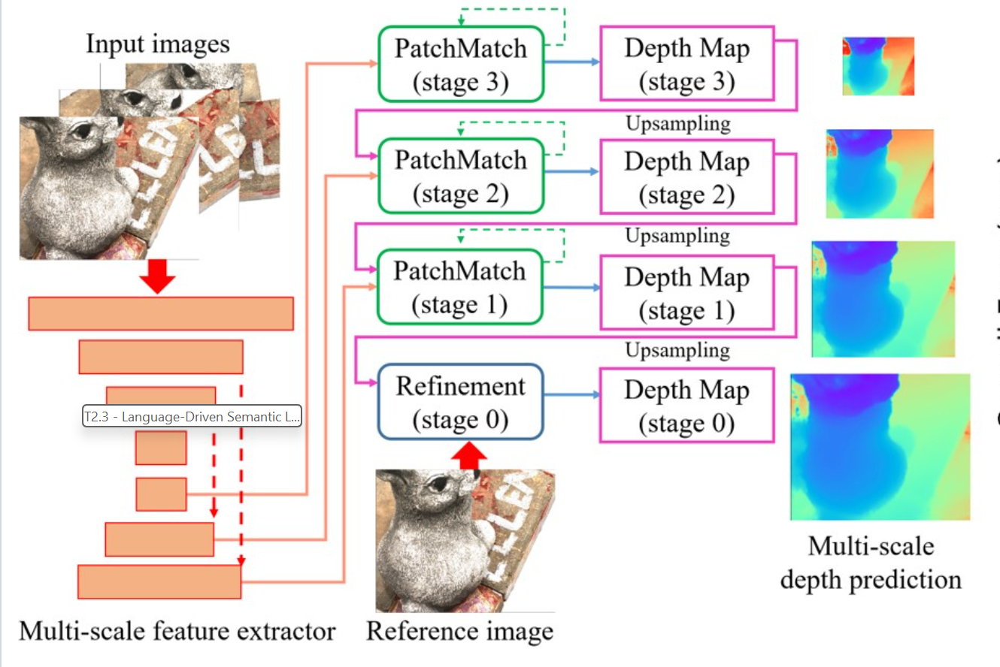 Input images
PatchMatch
(stage 3)
Depth Map
(stage 3)
Upsampling
PatchMatch
(stage 2)
Depth Map
(stage 2)
Upsampling
PatchMatch
(stage 1)
Depth Map
(stage 1)
Upsampling
Refinement
(stage 0)
Depth Map
(stage 0)
T2.3 - Language-Driven Semantic L...
Multi-scale
depth prediction
Multi-scale feature extractor
Reference image